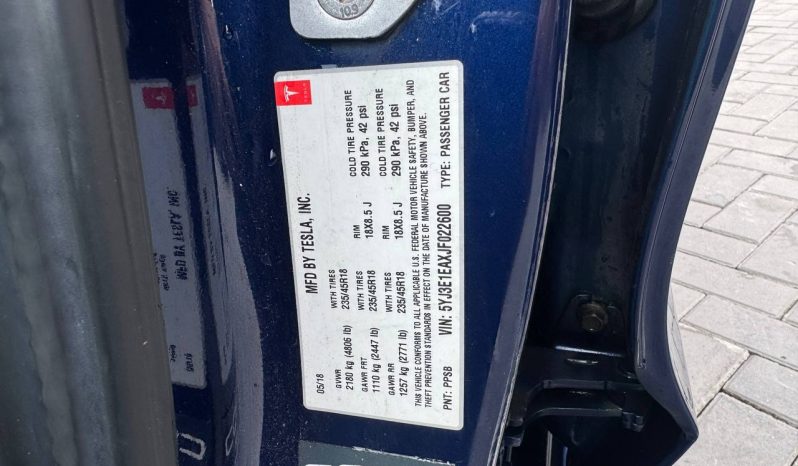 109
TESLA
MFD BY TESLA, INC.
05/18
GVWR WITH TIRES RIM COLD TIRE PRESSURE
2180 kg (4806 lb) 235/45R18 18X8.5 J 290 kPa, 42 psi
GAWR FRT WITH TIRES RIM COLD TIRE PRESSURE
1110 kg (2447 lb) 235/45R18 18X8.5 J 290 kPa, 42 psi
GAWR RR
1257 kg (2771 lb) 235/45R18 18X8.5 J
THIS VEHICLE CONFORMS TO ALL APPLICABLE U.S. FEDERAL MOTOR VEHICLE SAFETY, BUMPER, AND
THEFT PREVENTION STANDARDS IN EFFECT ON THE DATE OF MANUFACTURE SHOWN ABOVE.
PNT: PPSB VIN: 5YJ3E1EAXJF022600 TYPE: PASSENGER CAR